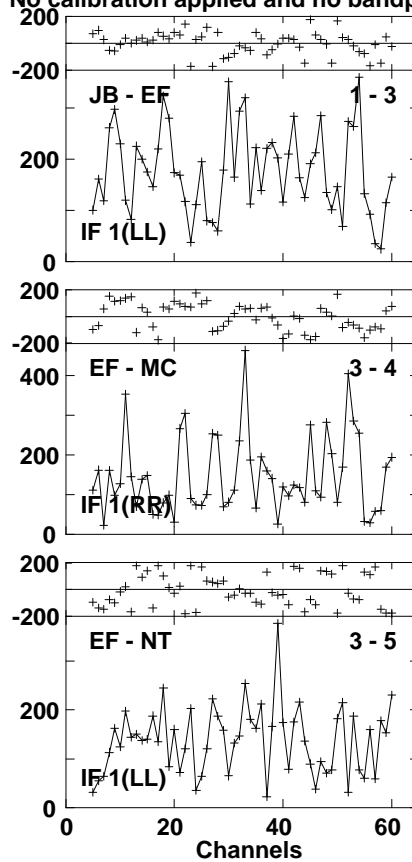 No calibration applied and no bandp
200
-200
JB - EF 1 - 3
200
IF 1(LL)
0
200
-200
EF - MC 3 - 4
400
200
IF 1(RR)
0
200
-200
EF - NT 3 - 5
200
IF 1(LL)
0
0 20 40 60
Channels